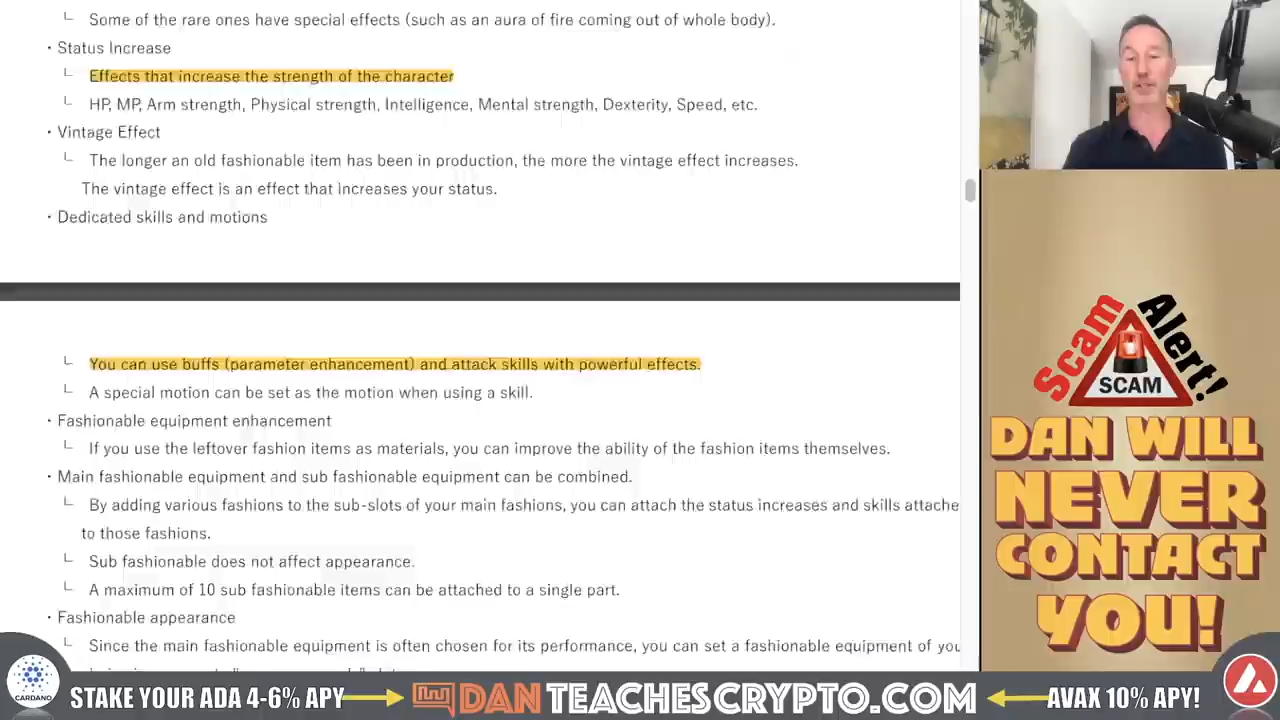 Some of the rare ones have special effects (such as an aura of fire coming out of whole body).
・Status Increase
Effects that increase the strength of the character
HP, MP, Arm strength, Physical strength, Intelligence, Mental strength, Dexterity, Speed, etc.
・Vintage Effect
The longer an old fashionable item has been in production, the more the vintage effect increases.
The vintage effect is an effect that increases your status.
・Dedicated skills and motions
You can use buffs (parameter enhancement) and attack skills with powerful effects.
A special motion can be set as the motion when using a skill.
・Fashionable equipment enhancement
If you use the leftover fashion items as materials, you can improve the ability of the fashion items themselves.
・Main fashionable equipment and sub fashionable equipment can be combined.
By adding various fashions to the sub-slots of your main fashions, you can attach the status increases and skills attache
to those fashions.
Sub fashionable does not affect appearance.
A maximum of 10 sub fashionable items can be attached to a single part.
・Fashionable appearance
Since the main fashionable equipment is often chosen for its performance, you can set a fashionable equipment of you
Scam Alert!
SCAM
DAN WILL
NEVER
CONTACT
YOU!
CARDANO
STAKE YOUR ADA 4-6% APY
DANTEACHESCRYPTO.COM
AVAX 10% APY!